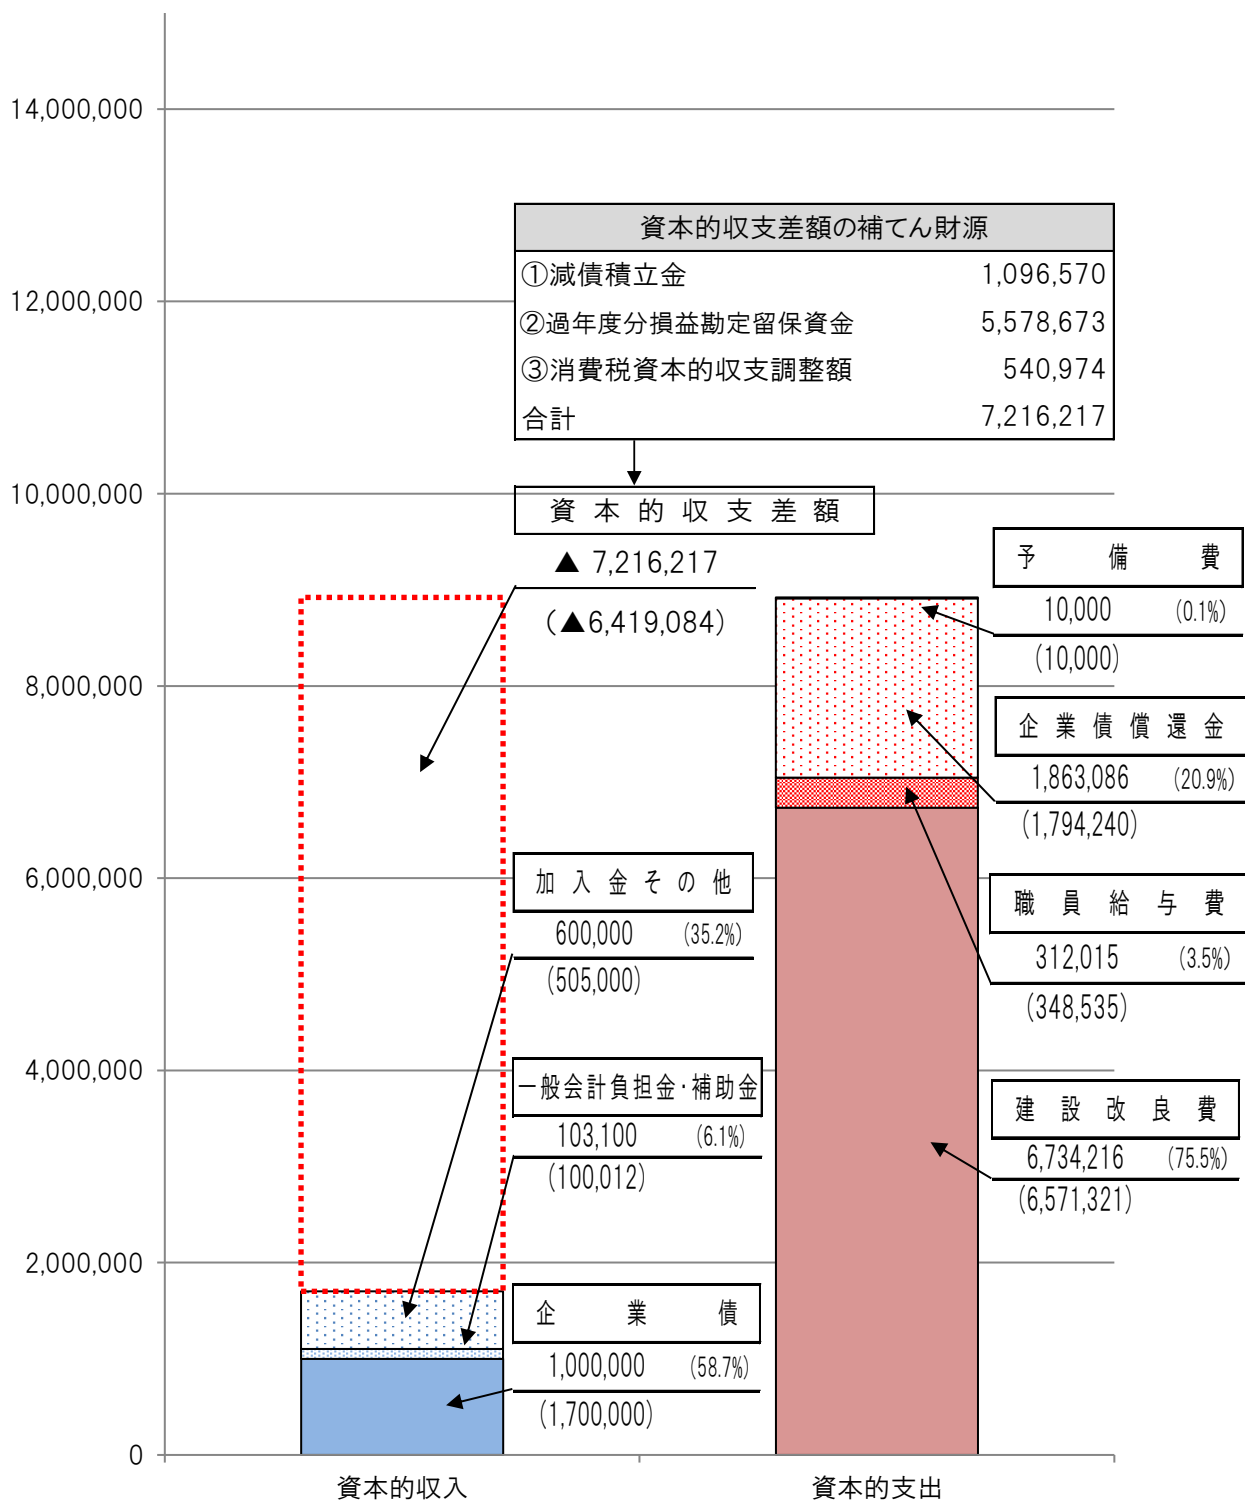 14,000,000
12,000,000
10,000,000
8,000,000
6,000,000
4,000,000
2,000,000
0
資本的収支差額の補てん財源
①減債積立金 1,096,570
②過年度分損益勘定留保資金 5,578,673
③消費税資本的収支調整額 540,974
合計 7,216,217
資本的収支差額
▲ 7,216,217
(▲6,419,084)
加入金その他
600,000 (35.2%)
(505,000)
一般会計負担金・補助金
103,100 (6.1%)
(100,012)
企業債
1,000,000 (58.7%)
(1,700,000)
予備費
10,000 (0.1%)
(10,000)
企業債償還金
1,863,086 (20.9%)
(1,794,240)
職員給与費
312,015 (3.5%)
(348,535)
建設改良費
6,734,216 (75.5%)
(6,571,321)
資本的収入
資本的支出